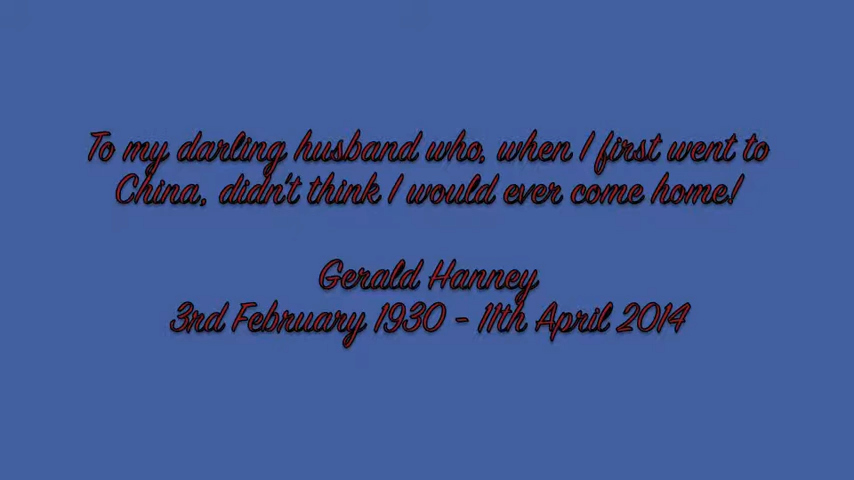 To my darling husband who, when I first went to
China, didn't think I would ever come home!
Gerald Hanney
3rd February 1930 - 11th April 2014